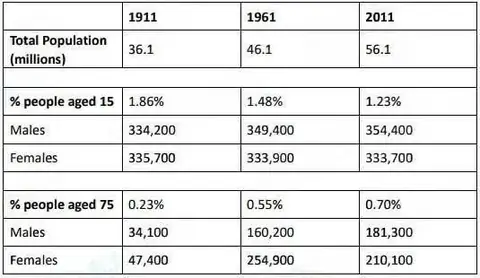 1911 1961 2011
Total Population
(millions) 36.1 46.1 56.1
% people aged 15 1.86% 1.48% 1.23%
Males 334,200 349,400 354,400
Females 335,700 333,900 333,700
% people aged 75 0.23% 0.55% 0.70%
Males 34,100 160,200 181,300
Females 47,400 254,900 210,100